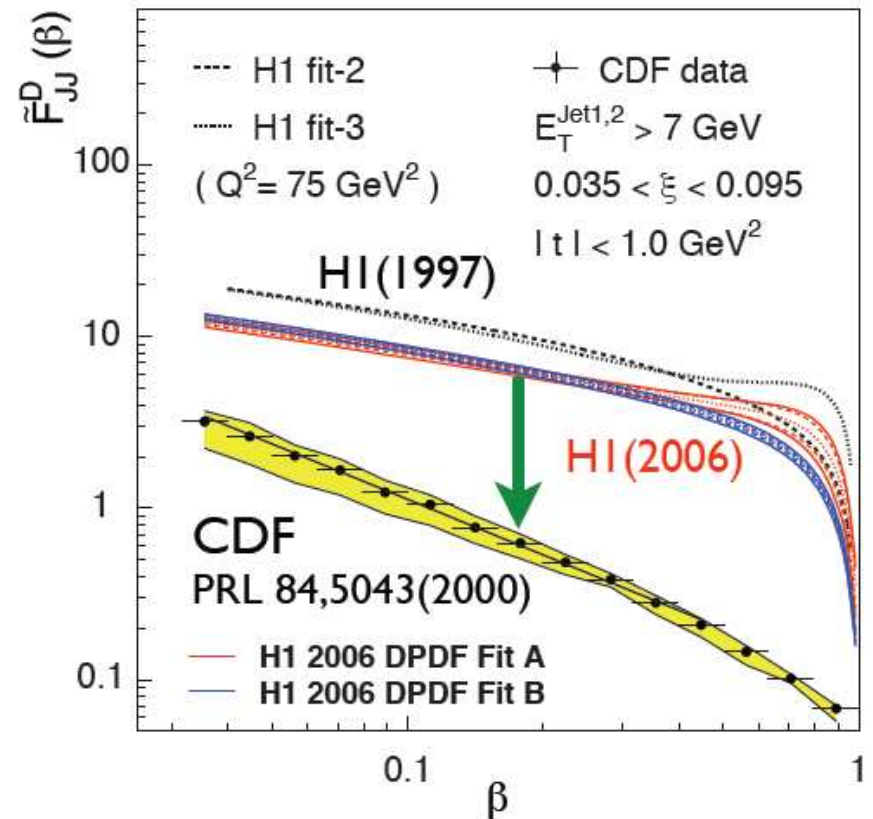 F̃ᴰJJ (β)
H1 fit-2
H1 fit-3
( Q²= 75 GeV² )
CDF data
E_T^Jet1,2 > 7 GeV
0.035 < ξ < 0.095
| t | < 1.0 GeV²
H1(1997)
H1(2006)
CDF
PRL 84,5043(2000)
H1 2006 DPDF Fit A
H1 2006 DPDF Fit B
100
10
1
0.1
0.1 1
β